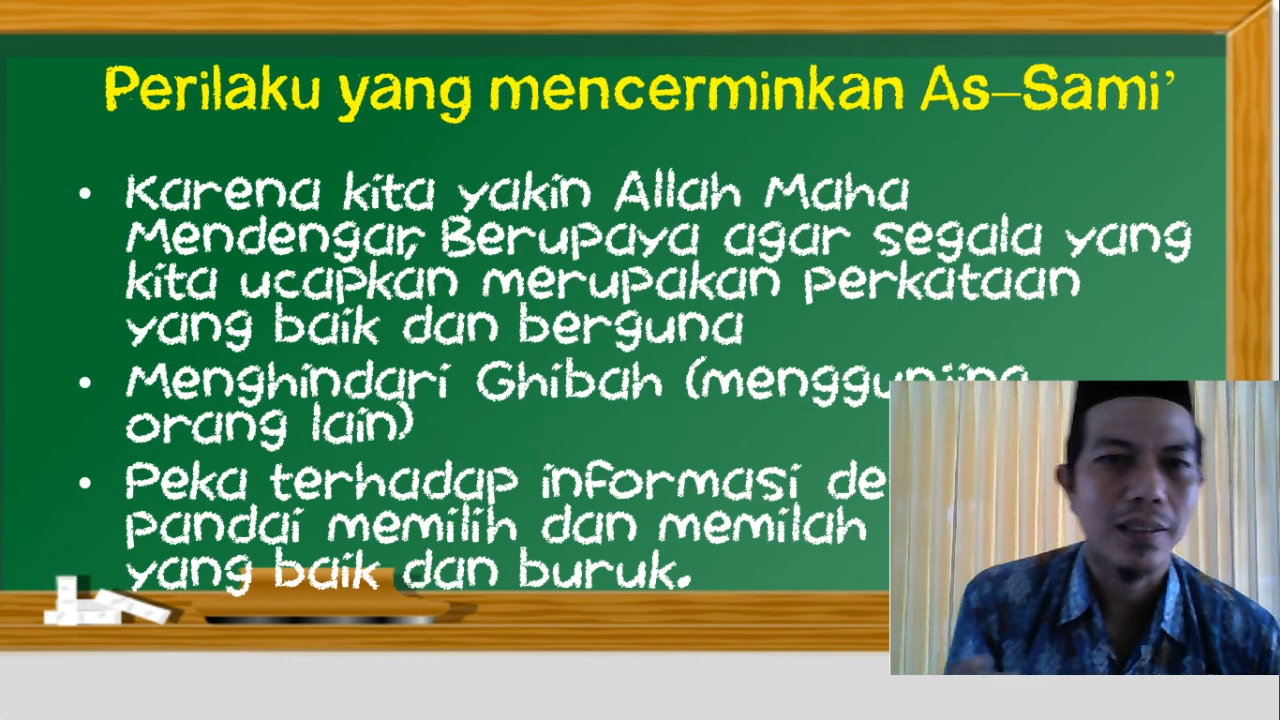 Perilaku yang mencerminkan As-Sami’
• Karena kita yakin Allah Maha
Mendengar, Berupaya agar segala yang
kita ucapkan merupakan perkataan
yang baik dan berguna
• Menghindari Ghibah (menggunjing
orang lain)
• Peka terhadap informasi
pandai memilih dan memilah
yang baik dan buruk.